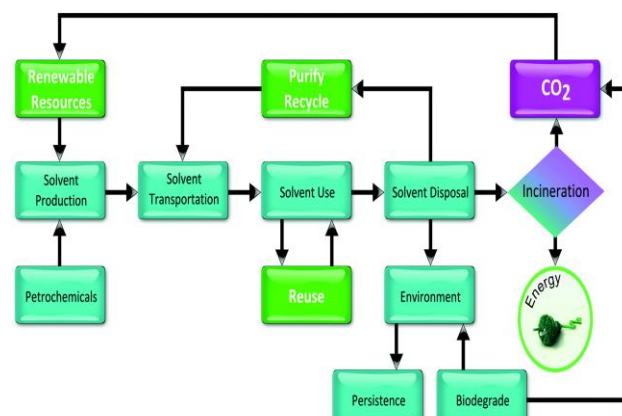 Renewable
Resources
Purify
Recycle
CO2
Solvent
Production
Solvent
Transportation
Solvent Use
Solvent Disposal
Incineration
Petrochemicals
Reuse
Environment
Energy
Persistence
Biodegrade